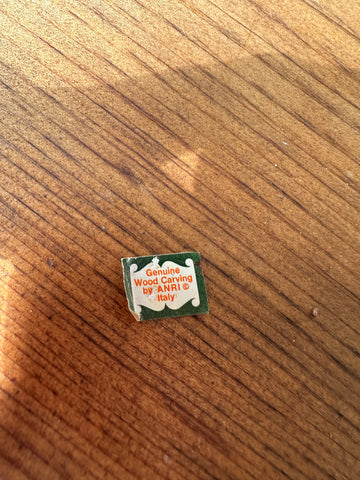 Genuine
Wood Carving
by ANRI ©
Italy